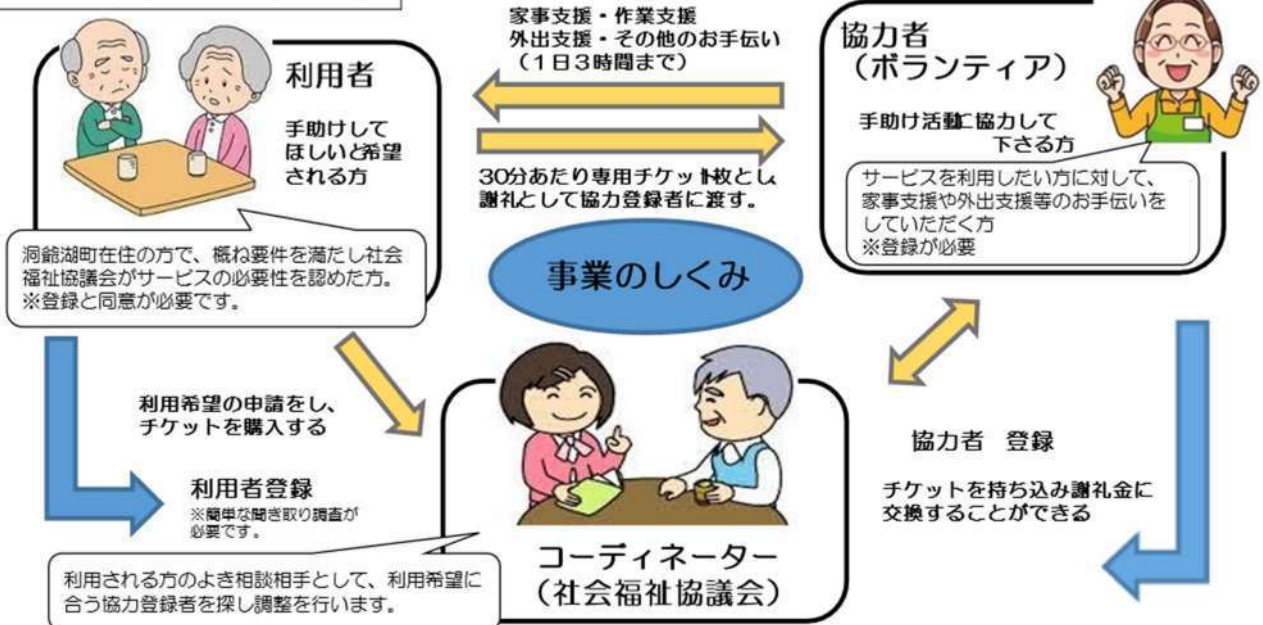 利用者
手助けして
ほしいと希望
される方
洞爺湖町在住の方で、概ね要件を満たし社会
福祉協議会がサービスの必要性を認めた方。
※登録と同意が必要です。
家事支援・作業支援
外出支援・その他のお手伝い
（１日３時間まで）
30分あたり専用チケット
枚とし
謝礼として協力登録者に渡す。
協力者
（ボランティア）
手助け活動に協力して
下さる方
サービスを利用したい方に対して、
家事支援や外出支援等のお手伝いを
していただく方
※登録が必要
事業のしくみ
利用希望の申請をし、
チケットを購入する
利用者登録
※簡単な聞き取り調査が
必要です。
利用される方のよき相談相手として、利用希望に
合う協力登録者を探し調整を行います。
コーディネーター
（社会福祉協議会）
協力者　登録
チケットを持ち込み謝礼金に
交換することができる